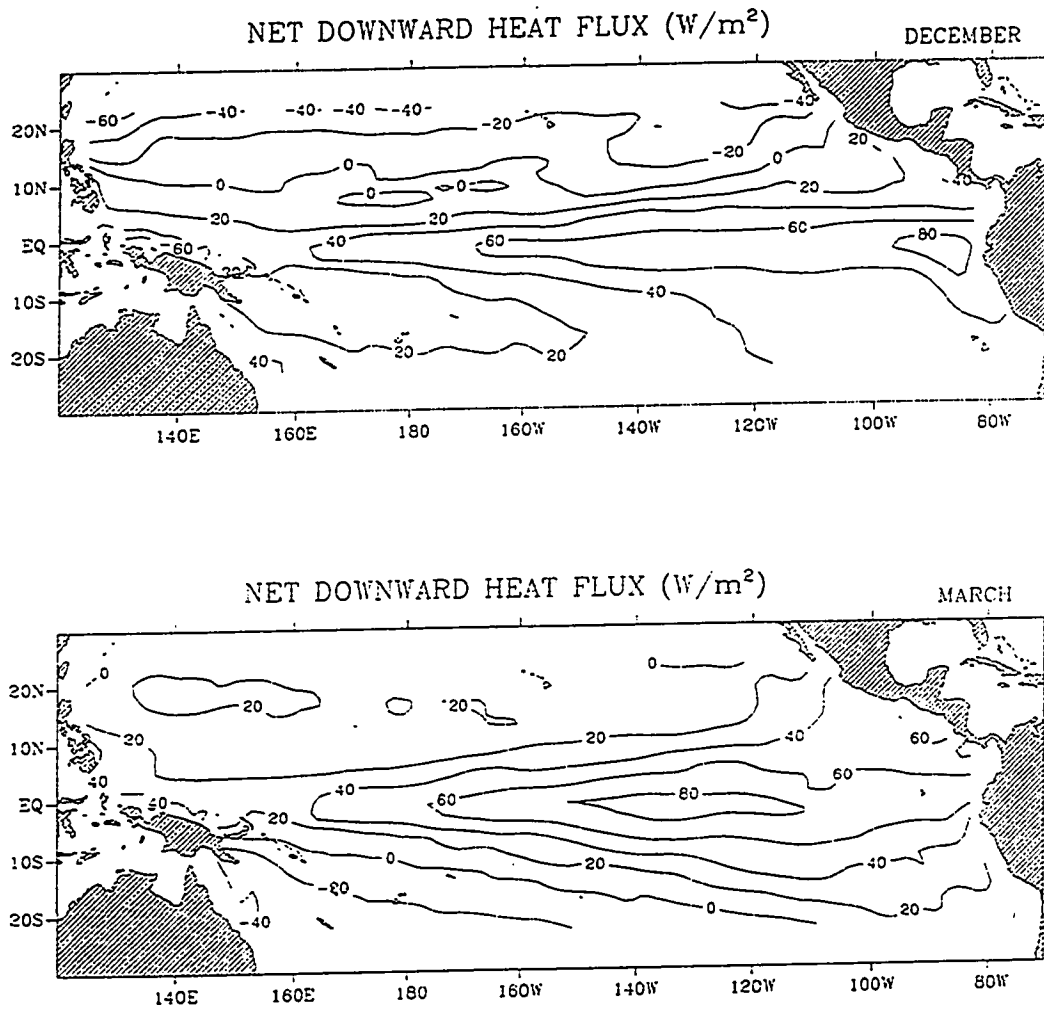 NET DOWNWARD HEAT FLUX (W/m²)
DECEMBER
-60 -40 -40 -40 -40- -40
20N
-20 -20 20
0 0
10N 0 0 0 20 40
20 20
EQ 60 40 60 60 80
20
10S 40
20S 40 20 20
140E 160E 180 160W 140W 120W 100W 80W
NET DOWNWARD HEAT FLUX (W/m²)
MARCH
0 0
20N 20 20
10N 20 20 40 60
40 40 60
EQ 40 60 80
20
10S 0 20 40
-20
20S -40 0 20
140E 160E 180 160W 140W 120W 100W 80W